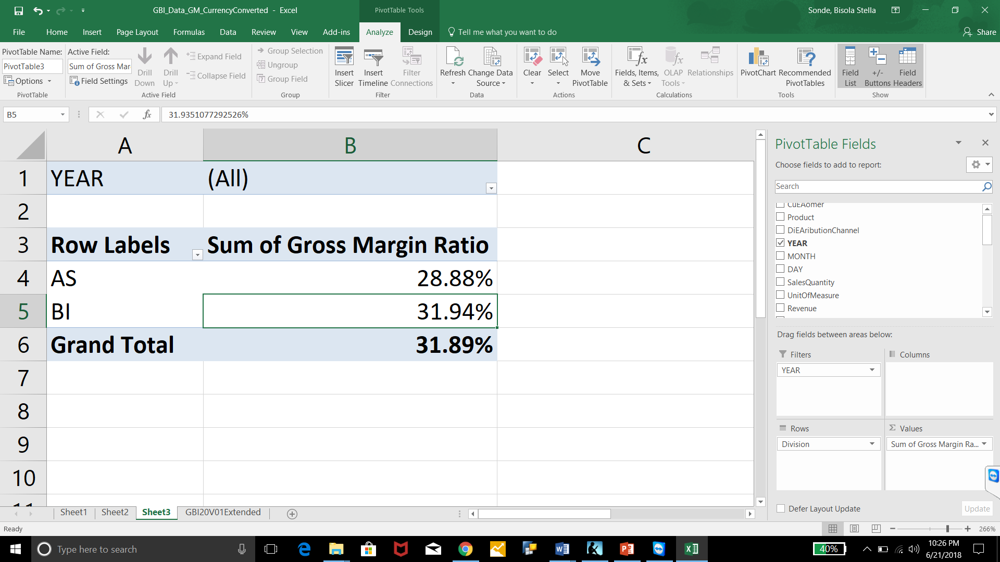 GBI_Data_GM_CurrencyConverted - Excel
PivotTable Tools
Sonde, Bisola Stella
File Home Insert Page Layout Formulas Data Review View Add-ins Analyze Design Tell me what you want to do Share
PivotTable Name:
PivotTable3
Options
PivotTable
Active Field:
Sum of Gross Mar
Field Settings
Drill Down
Drill Up
Expand Field
Collapse Field
Active Field
Group Selection
Ungroup
Group Field
Group
Insert Slicer
Insert Timeline
Filter Connections
Filter
Refresh
Change Data Source
Data
Clear
Select
Move PivotTable
Actions
Fields, Items, & Sets
OLAP Tools
Relationships
Calculations
PivotChart
Recommended PivotTables
Tools
Field List
+/- Buttons
Field Headers
Show
B5
fx
31.9351077292526%
A B C
1 YEAR (All)
2
3 Row Labels Sum of Gross Margin Ratio
4 AS 28.88%
5 BI 31.94%
6 Grand Total 31.89%
7
8
9
10
11
PivotTable Fields
Choose fields to add to report:
Search
CuEAomer
Product
DiEAributionChannel
YEAR
MONTH
DAY
SalesQuantity
UnitOfMeasure
Revenue
Drag fields between areas below:
Filters
YEAR
Columns
Rows
Division
Values
Sum of Gross Margin Ra...
Defer Layout Update
Update
Sheet1 Sheet2 Sheet3 GBI20V01Extended
Ready
266%
Type here to search
40%
10:26 PM
6/21/2018